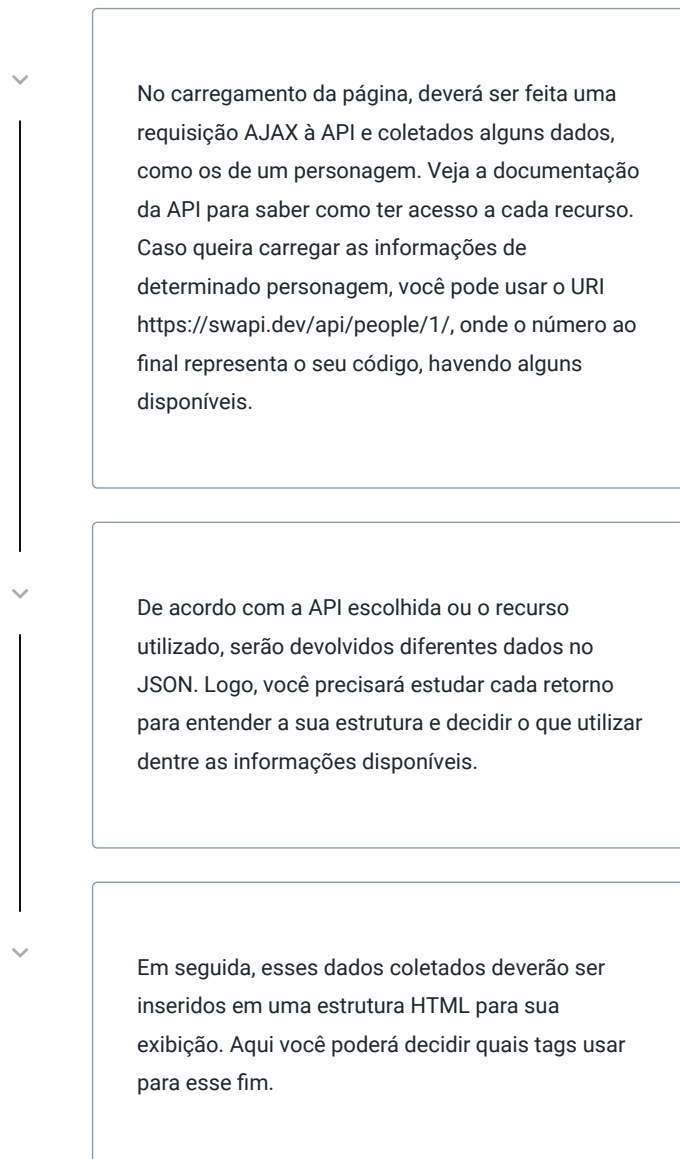 No carregamento da página, deverá ser feita uma
requisição AJAX à API e coletados alguns dados,
como os de um personagem. Veja a documentação
da API para saber como ter acesso a cada recurso.
Caso queira carregar as informações de
determinado personagem, você pode usar o URI
https://swapi.dev/api/people/1/, onde o número ao
final representa o seu código, havendo alguns
disponíveis.
De acordo com a API escolhida ou o recurso
utilizado, serão devolvidos diferentes dados no
JSON. Logo, você precisará estudar cada retorno
para entender a sua estrutura e decidir o que utilizar
dentre as informações disponíveis.
Em seguida, esses dados coletados deverão ser
inseridos em uma estrutura HTML para sua
exibição. Aqui você poderá decidir quais tags usar
para esse fim.